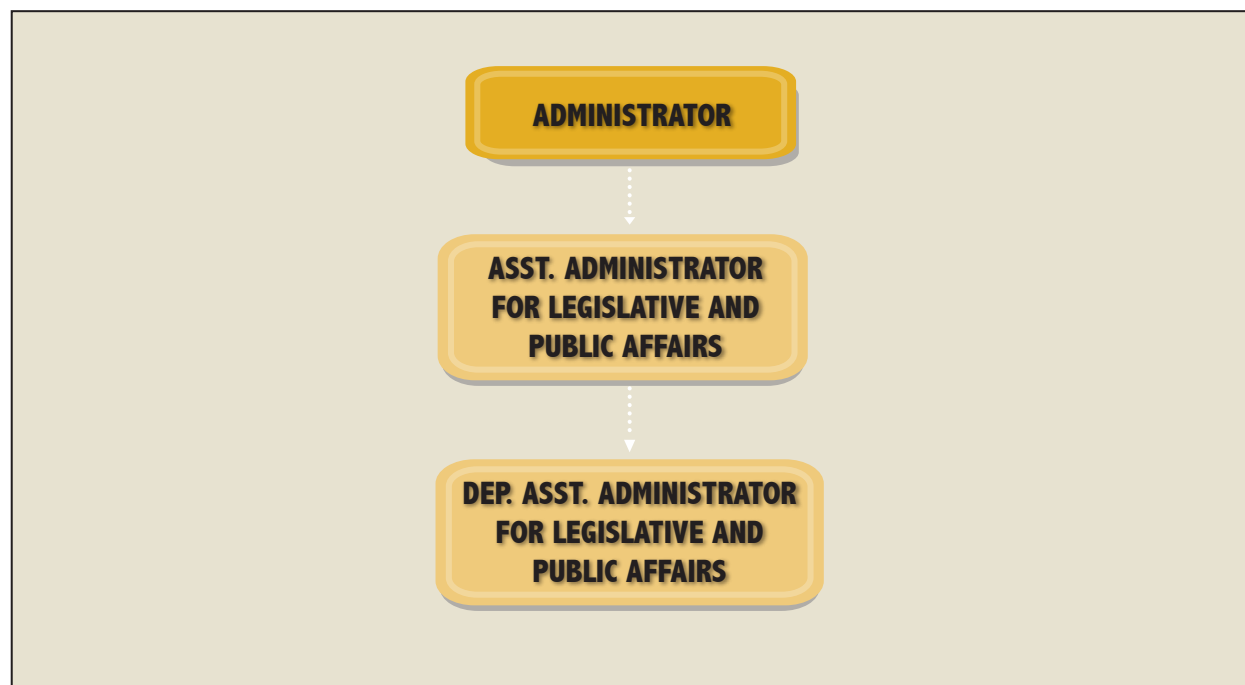 ADMINISTRATOR
ASST. ADMINISTRATOR
FOR LEGISLATIVE AND
PUBLIC AFFAIRS
DEP. ASST. ADMINISTRATOR
FOR LEGISLATIVE AND
PUBLIC AFFAIRS